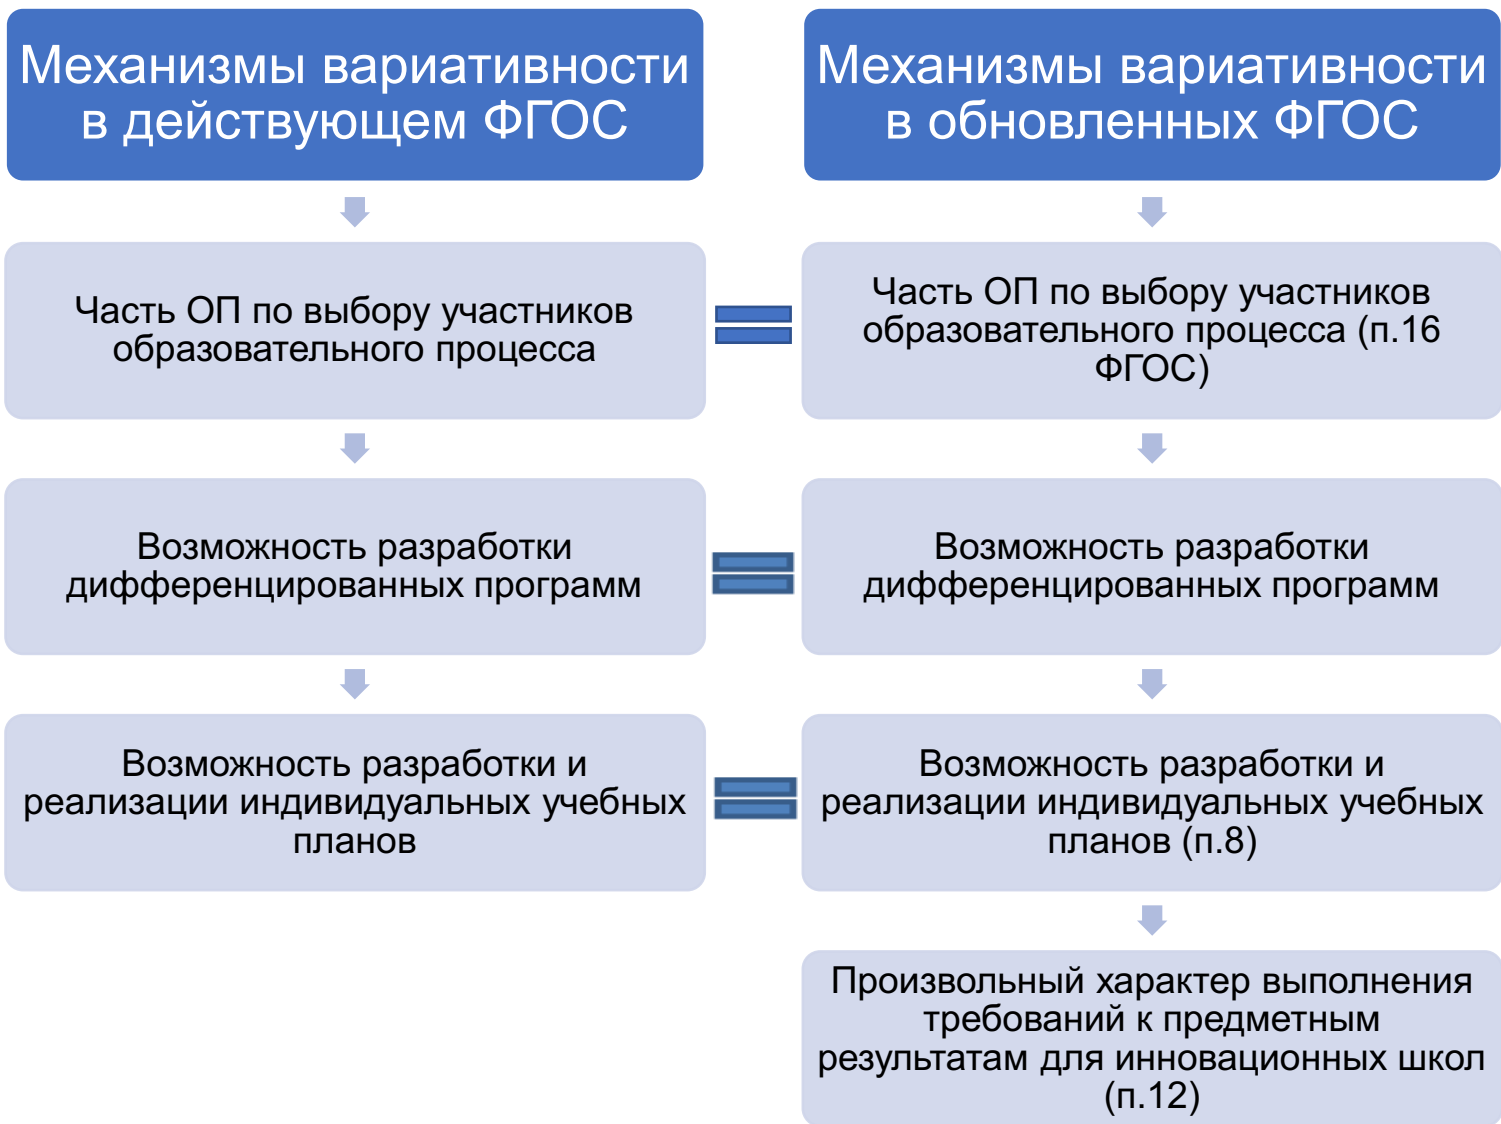 Механизмы вариативности
в действующем ФГОС
Часть ОП по выбору участников
образовательного процесса
Возможность разработки
дифференцированных программ
Возможность разработки и
реализации индивидуальных учебных
планов
Механизмы вариативности
в обновленных ФГОС
Часть ОП по выбору участников
образовательного процесса (п.16
ФГОС)
Возможность разработки
дифференцированных программ
Возможность разработки и
реализации индивидуальных учебных
планов (п.8)
Произвольный характер выполнения
требований к предметным
результатам для инновационных школ
(п.12)